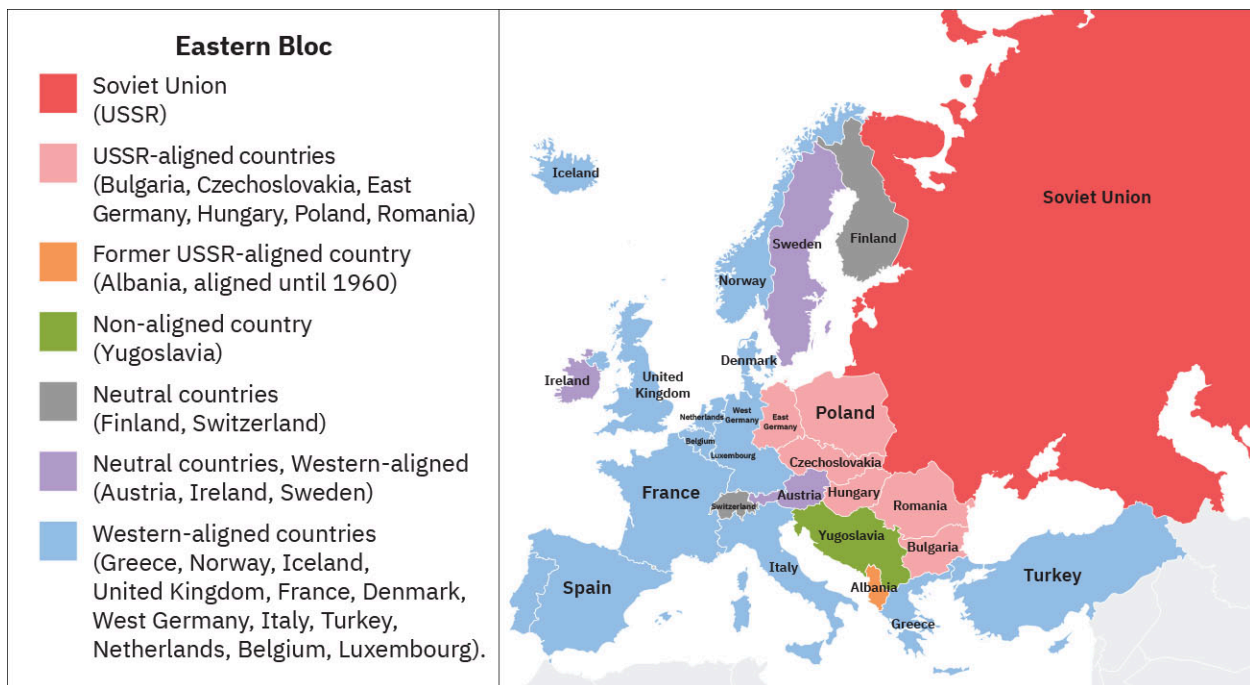 Eastern Bloc
Soviet Union
(USSR)
USSR-aligned countries
(Bulgaria, Czechoslovakia, East
Germany, Hungary, Poland, Romania)
Former USSR-aligned country
(Albania, aligned until 1960)
Non-aligned country
(Yugoslavia)
Neutral countries
(Finland, Switzerland)
Neutral countries, Western-aligned
(Austria, Ireland, Sweden)
Western-aligned countries
(Greece, Norway, Iceland,
United Kingdom, France, Denmark,
West Germany, Italy, Turkey,
Netherlands, Belgium, Luxembourg).
Iceland
Soviet Union
Finland
Sweden
Norway
Denmark
Ireland
United
Kingdom
Netherlands
West
Germany
East
Germany
Poland
Belgium
Luxembourg
Czechoslovakia
France
Switzerland
Austria
Hungary
Romania
Yugoslavia
Bulgaria
Italy
Albania
Spain
Turkey
Greece